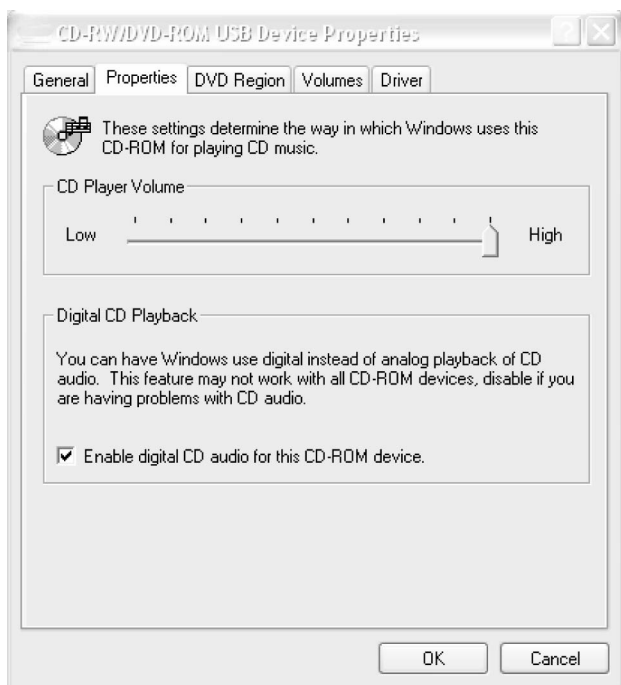 CD-RW/DVD-ROM USB Device Properties
General Properties DVD Region Volumes Driver
These settings determine the way in which Windows uses this
CD-ROM for playing CD music.
CD Player Volume
Low High
Digital CD Playback
You can have Windows use digital instead of analog playback of CD
audio. This feature may not work with all CD-ROM devices, disable if you
are having problems with CD audio.
Enable digital CD audio for this CD-ROM device.
OK Cancel